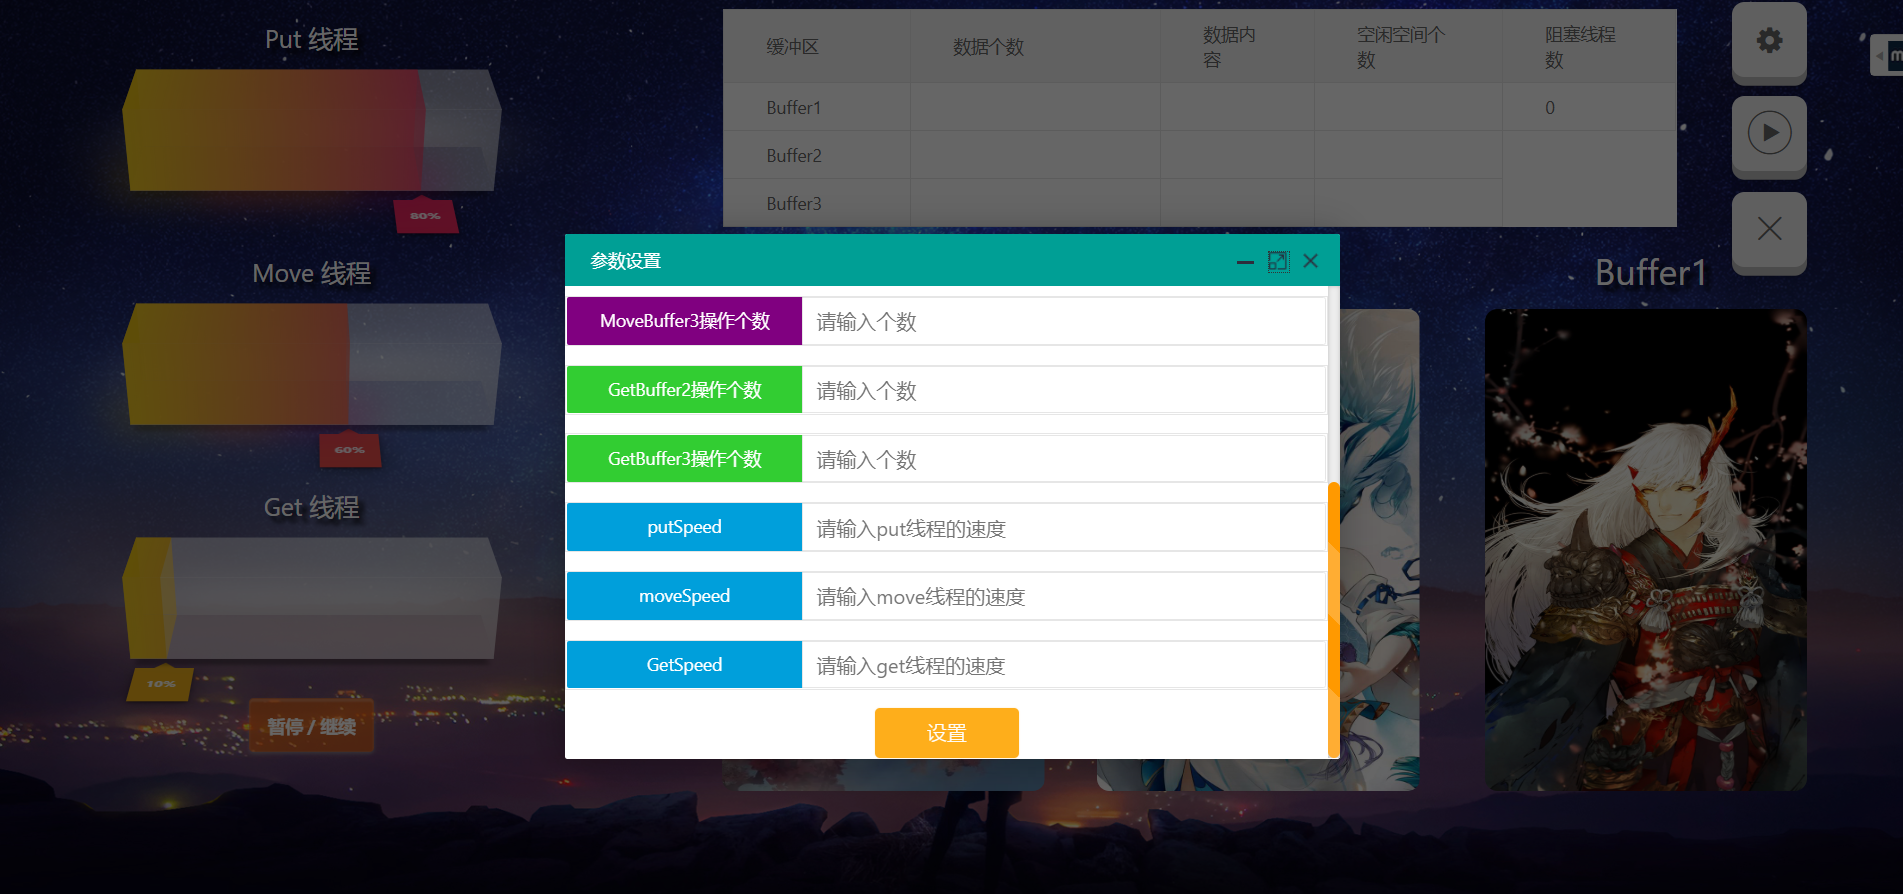 Put 线程
80%
Move 线程
60%
Get 线程
10%
暂停 / 继续
缓冲区
数据个数
数据内
容
空闲空间个
数
阻塞线程
数
Buffer1
0
Buffer2
Buffer3
Buffer1
参数设置
MoveBuffer3操作个数
请输入个数
GetBuffer2操作个数
请输入个数
GetBuffer3操作个数
请输入个数
putSpeed
请输入put线程的速度
moveSpeed
请输入move线程的速度
GetSpeed
请输入get线程的速度
设置